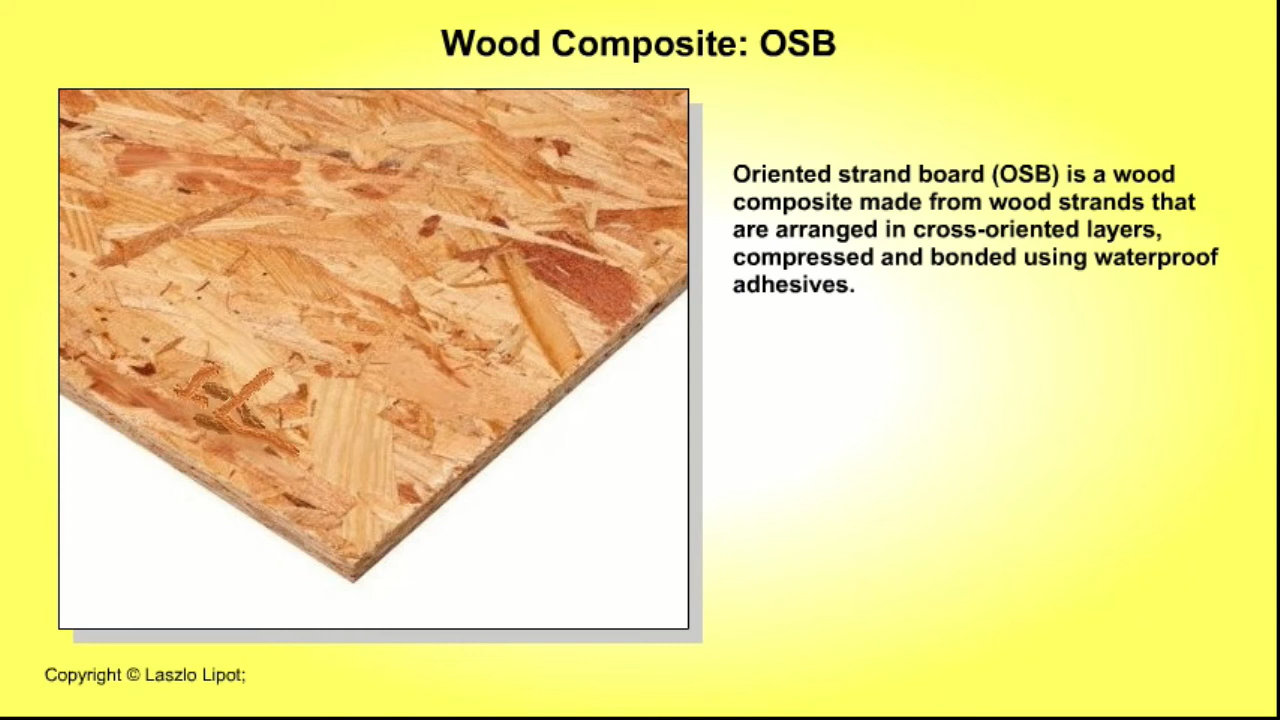 Wood Composite: OSB
Oriented strand board (OSB) is a wood
composite made from wood strands that
are arranged in cross-oriented layers,
compressed and bonded using waterproof
adhesives.
Copyright © Laszlo Lipot;